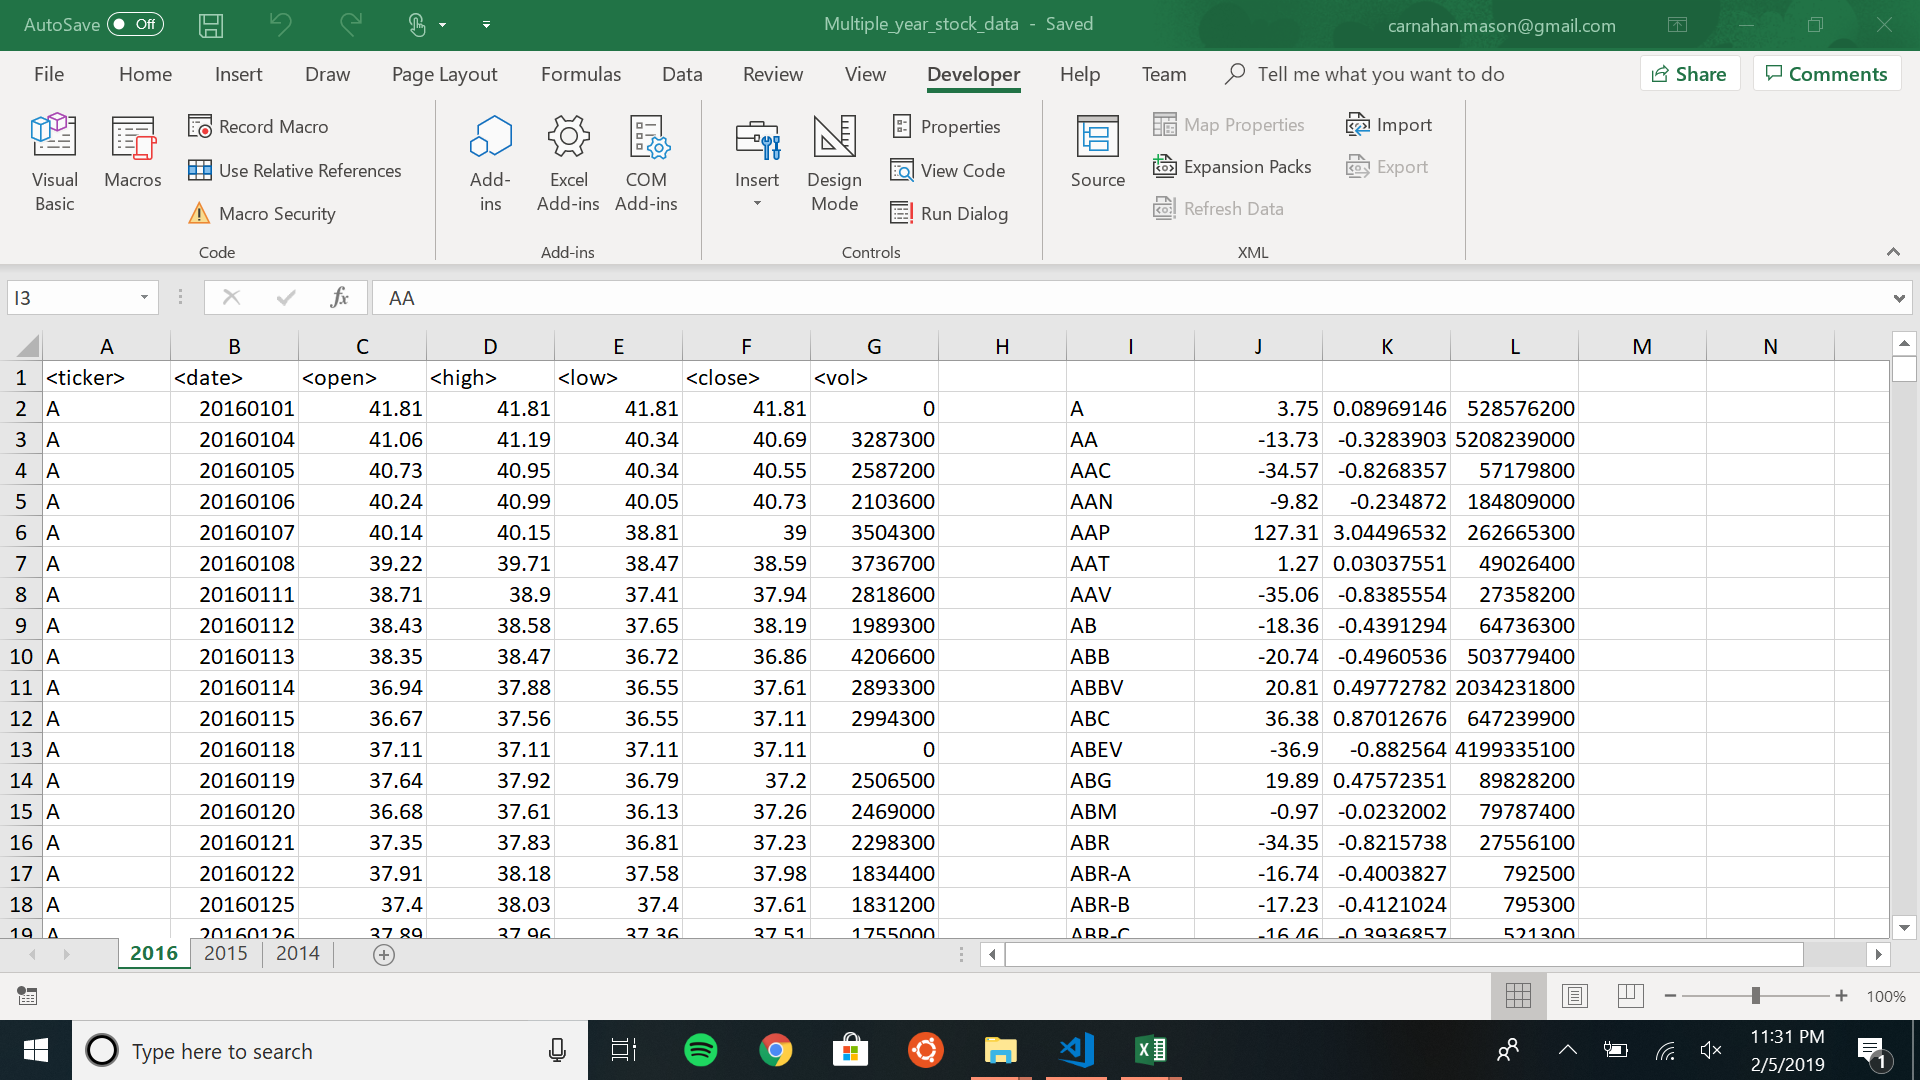 AutoSave Off Multiple_year_stock_data - Saved carnahan.mason@gmail.com
File Home Insert Draw Page Layout Formulas Data Review View Developer Help Team Tell me what you want to do Share Comments
Visual Basic
Macros
Record Macro
Use Relative References
Macro Security
Code
Add-ins
Excel Add-ins
COM Add-ins
Add-ins
Insert
Design Mode
Properties
View Code
Run Dialog
Controls
Source
Map Properties
Expansion Packs
Refresh Data
Import
Export
XML
I3 fx AA
A B C D E F G H I J K L M N
1 <ticker> <date> <open> <high> <low> <close> <vol>
2 A 20160101 41.81 41.81 41.81 41.81 0 A 3.75 0.08969146 528576200
3 A 20160104 41.06 41.19 40.34 40.69 3287300 AA -13.73 -0.3283903 5208239000
4 A 20160105 40.73 40.95 40.34 40.55 2587200 AAC -34.57 -0.8268357 57179800
5 A 20160106 40.24 40.99 40.05 40.73 2103600 AAN -9.82 -0.234872 184809000
6 A 20160107 40.14 40.15 38.81 39 3504300 AAP 127.31 3.04496532 262665300
7 A 20160108 39.22 39.71 38.47 38.59 3736700 AAT 1.27 0.03037551 49026400
8 A 20160111 38.71 38.9 37.41 37.94 2818600 AAV -35.06 -0.8385554 27358200
9 A 20160112 38.43 38.58 37.65 38.19 1989300 AB -18.36 -0.4391294 64736300
10 A 20160113 38.35 38.47 36.72 36.86 4206600 ABB -20.74 -0.4960536 503779400
11 A 20160114 36.94 37.88 36.55 37.61 2893300 ABBV 20.81 0.49772782 2034231800
12 A 20160115 36.67 37.56 36.55 37.11 2994300 ABC 36.38 0.87012676 647239900
13 A 20160118 37.11 37.11 37.11 37.11 0 ABEV -36.9 -0.882564 4199335100
14 A 20160119 37.64 37.92 36.79 37.2 2506500 ABG 19.89 0.47572351 89828200
15 A 20160120 36.68 37.61 36.13 37.26 2469000 ABM -0.97 -0.0232002 79787400
16 A 20160121 37.35 37.83 36.81 37.23 2298300 ABR -34.35 -0.8215738 27556100
17 A 20160122 37.91 38.18 37.58 37.98 1834400 ABR-A -16.74 -0.4003827 792500
18 A 20160125 37.4 38.03 37.4 37.61 1831200 ABR-B -17.23 -0.4121024 795300
19 A 20160126 37.89 37.96 37.36 37.51 1755000 ABR-C -16.46 -0.3936857 521300
2016 2015 2014
100%
Type here to search
11:31 PM
2/5/2019
1